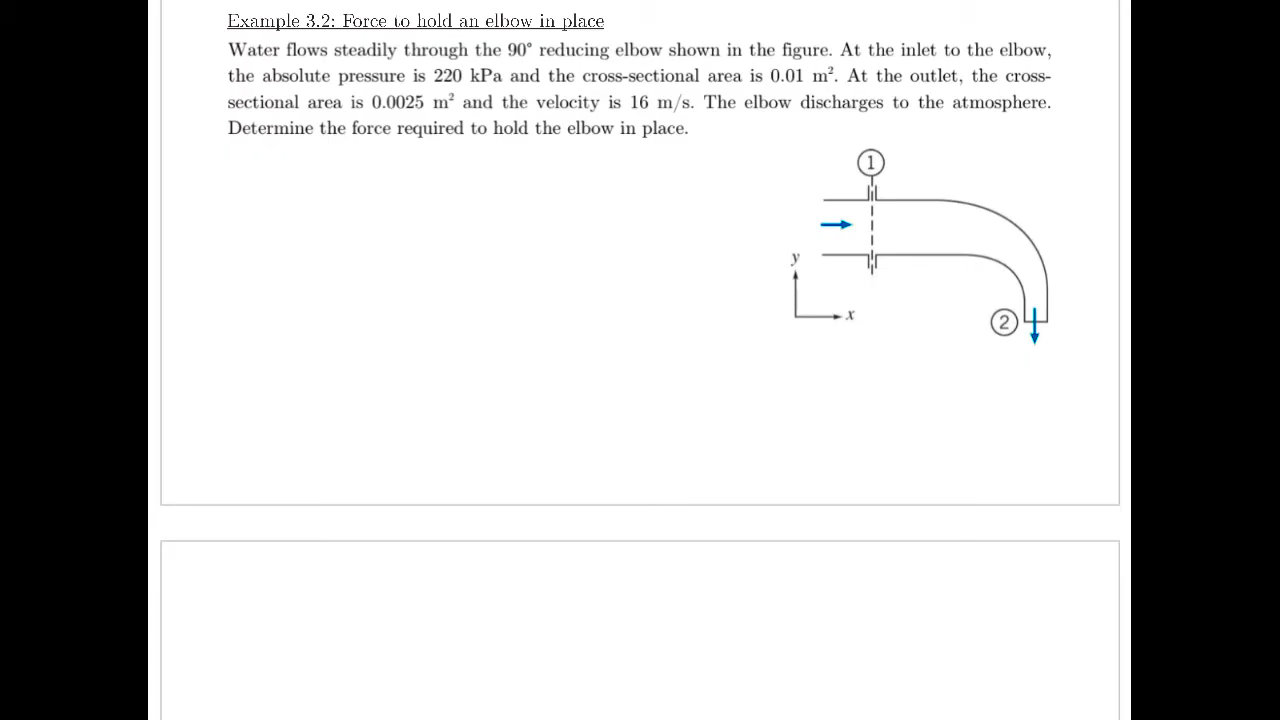 Example 3.2: Force to hold an elbow in place
Water flows steadily through the 90° reducing elbow shown in the figure. At the inlet to the elbow,
the absolute pressure is 220 kPa and the cross-sectional area is 0.01 m². At the outlet, the cross-
sectional area is 0.0025 m² and the velocity is 16 m/s. The elbow discharges to the atmosphere.
Determine the force required to hold the elbow in place.
1
y
x
2